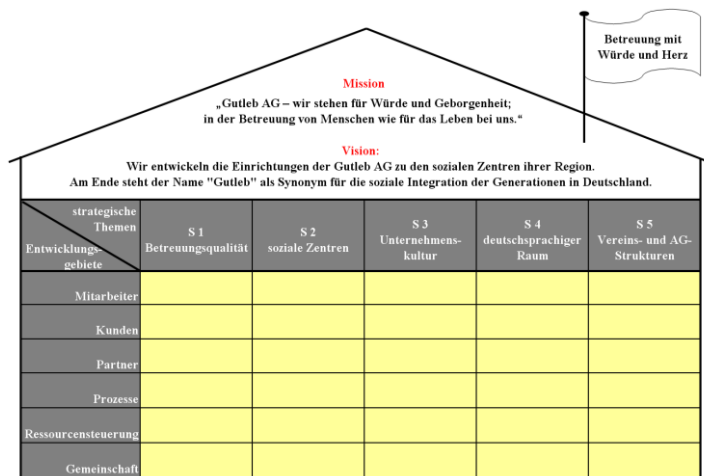 Betreuung mit
Würde und Herz
Mission
„Gutleb AG – wir stehen für Würde und Geborgenheit;
in der Betreuung von Menschen wie für das Leben bei uns.“
Vision:
Wir entwickeln die Einrichtungen der Gutleb AG zu den sozialen Zentren ihrer Region.
Am Ende steht der Name "Gutleb" als Synonym für die soziale Integration der Generationen in Deutschland.
strategische
Themen
Entwicklungs-
gebiete
S 1
Betreuungsqualität
S 2
soziale Zentren
S 3
Unternehmens-
kultur
S 4
deutschsprachiger
Raum
S 5
Vereins- und AG-
Strukturen
Mitarbeiter
Kunden
Partner
Prozesse
Ressourcensteuerung
Gemeinschaft